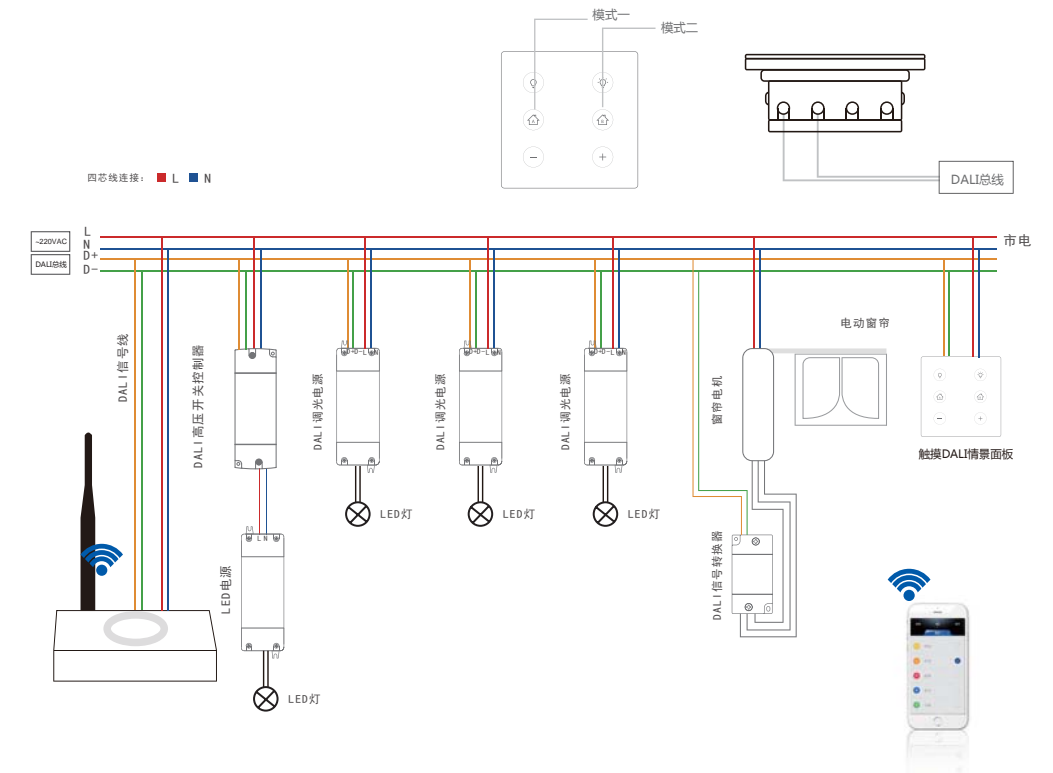 模式一
模式二
DALI总线
四芯线连接： L N
~220VAC
DALI总线
L
N
D+
D-
市电
DALI信号线
DALI高压开关控制器
D+D-L N
DALI调光电源
LED灯
D+D-L N
DALI调光电源
LED灯
D+D-L N
DALI调光电源
LED灯
窗帘电机
电动窗帘
触摸DALI情景面板
L N
LED电源
LED灯
DALI信号转换器